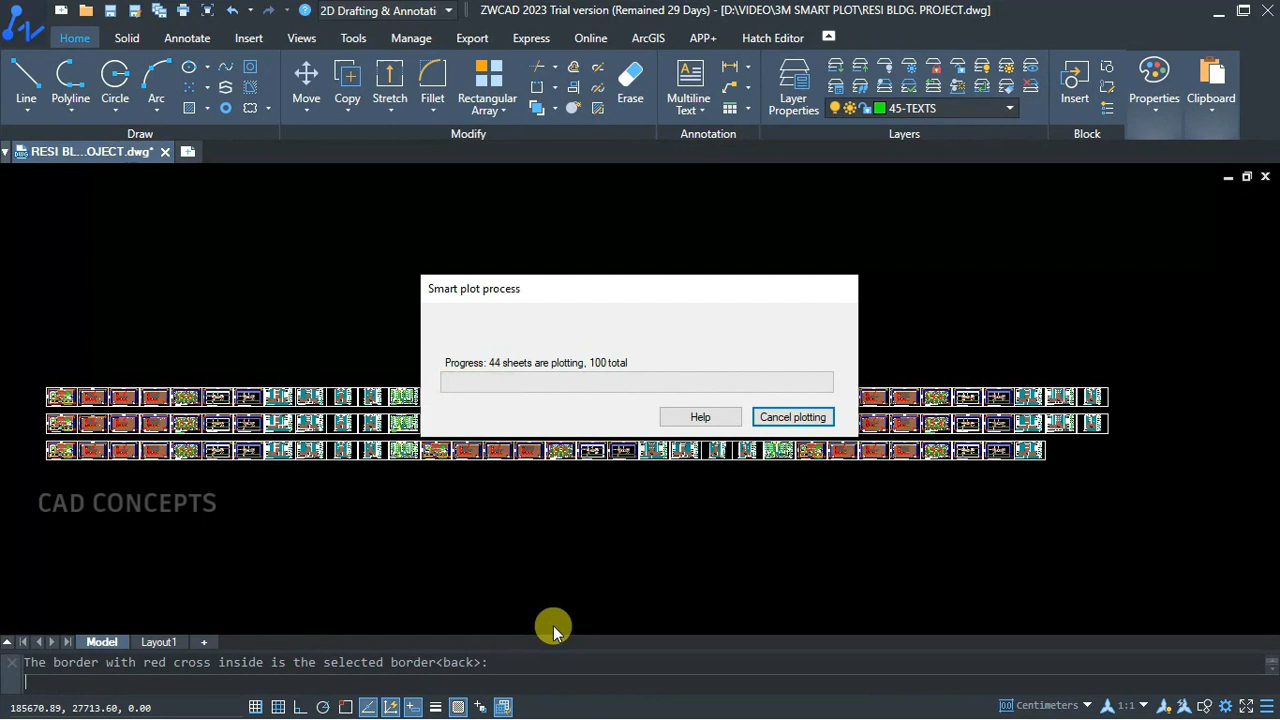 2D Drafting & Annotati
ZWCAD 2023 Trial version (Remained 29 Days) - [D:\VIDEO\3M SMART PLOT\RESI BLDG. PROJECT.dwg]
Home Solid Annotate Insert Views Tools Manage Export Express Online ArcGIS APP+ Hatch Editor
Line Polyline Circle Arc Move Copy Stretch Fillet Rectangular Array Erase Multiline Text Layer Properties 45-TEXTS Insert Properties Clipboard
Draw Modify Annotation Layers Block
RESI BL...OJECT.dwg*
Smart plot process
Progress: 44 sheets are plotting, 100 total
Help Cancel plotting
CAD CONCEPTS
Model Layout1 +
The border with red cross inside is the selected border<back>:
185670.89, 27713.60, 0.00 Centimeters 1:1